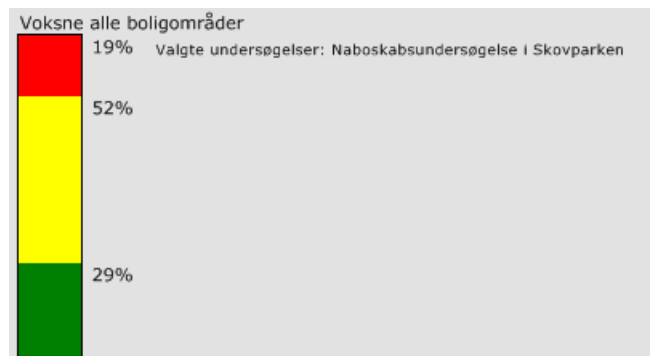 Voksne alle boligområder
19% Valgte undersøgelser: Naboskabsundersøgelse i Skovparken
52%
29%